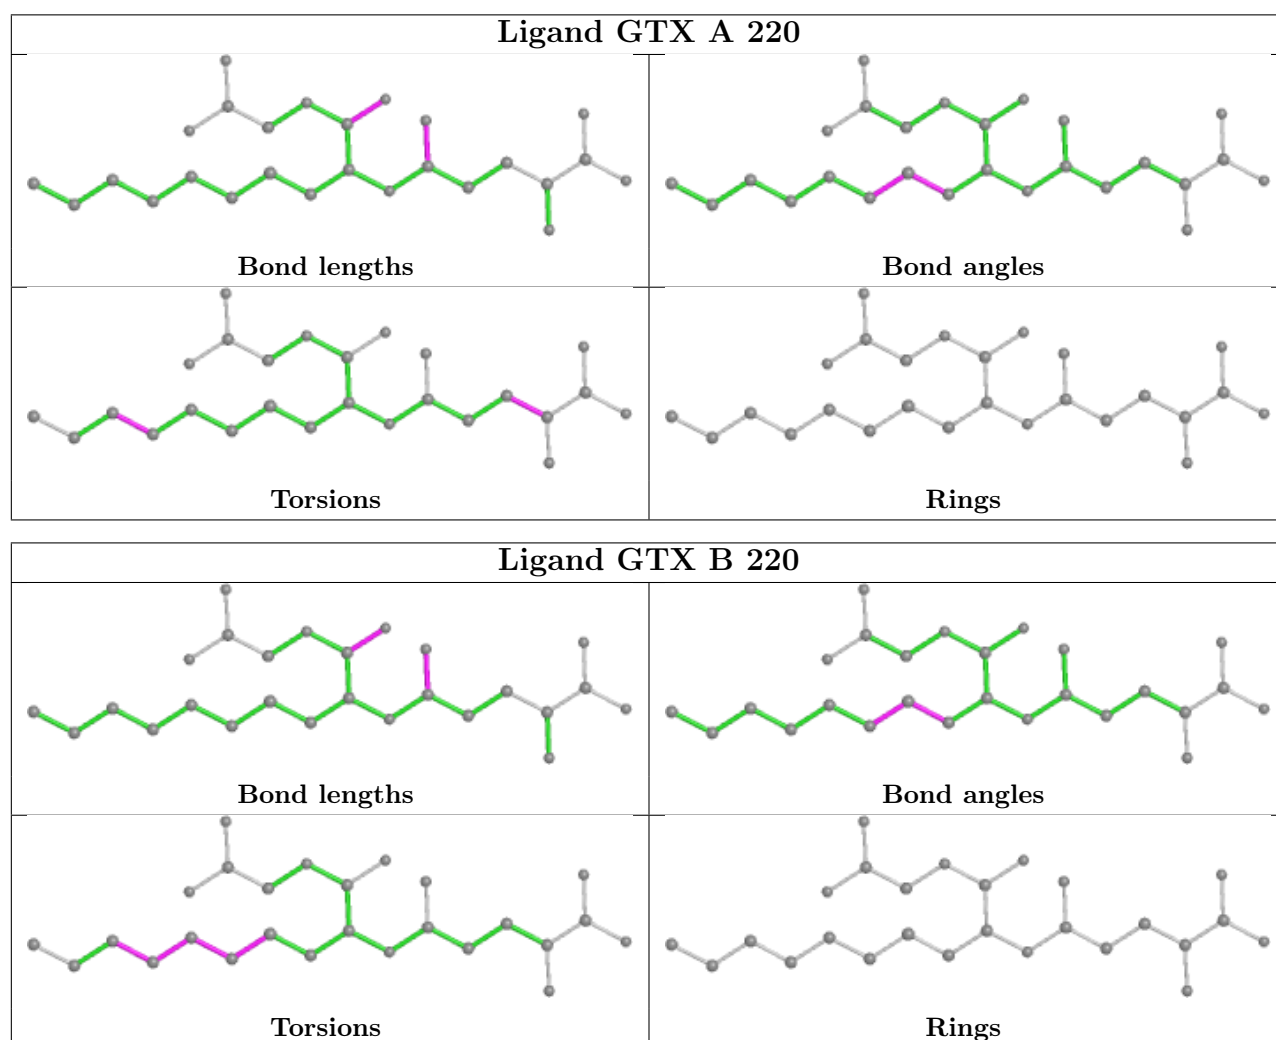 Ligand GTX A 220
Bond lengths
Bond angles
Torsions
Rings
Ligand GTX B 220
Bond lengths
Bond angles
Torsions
Rings